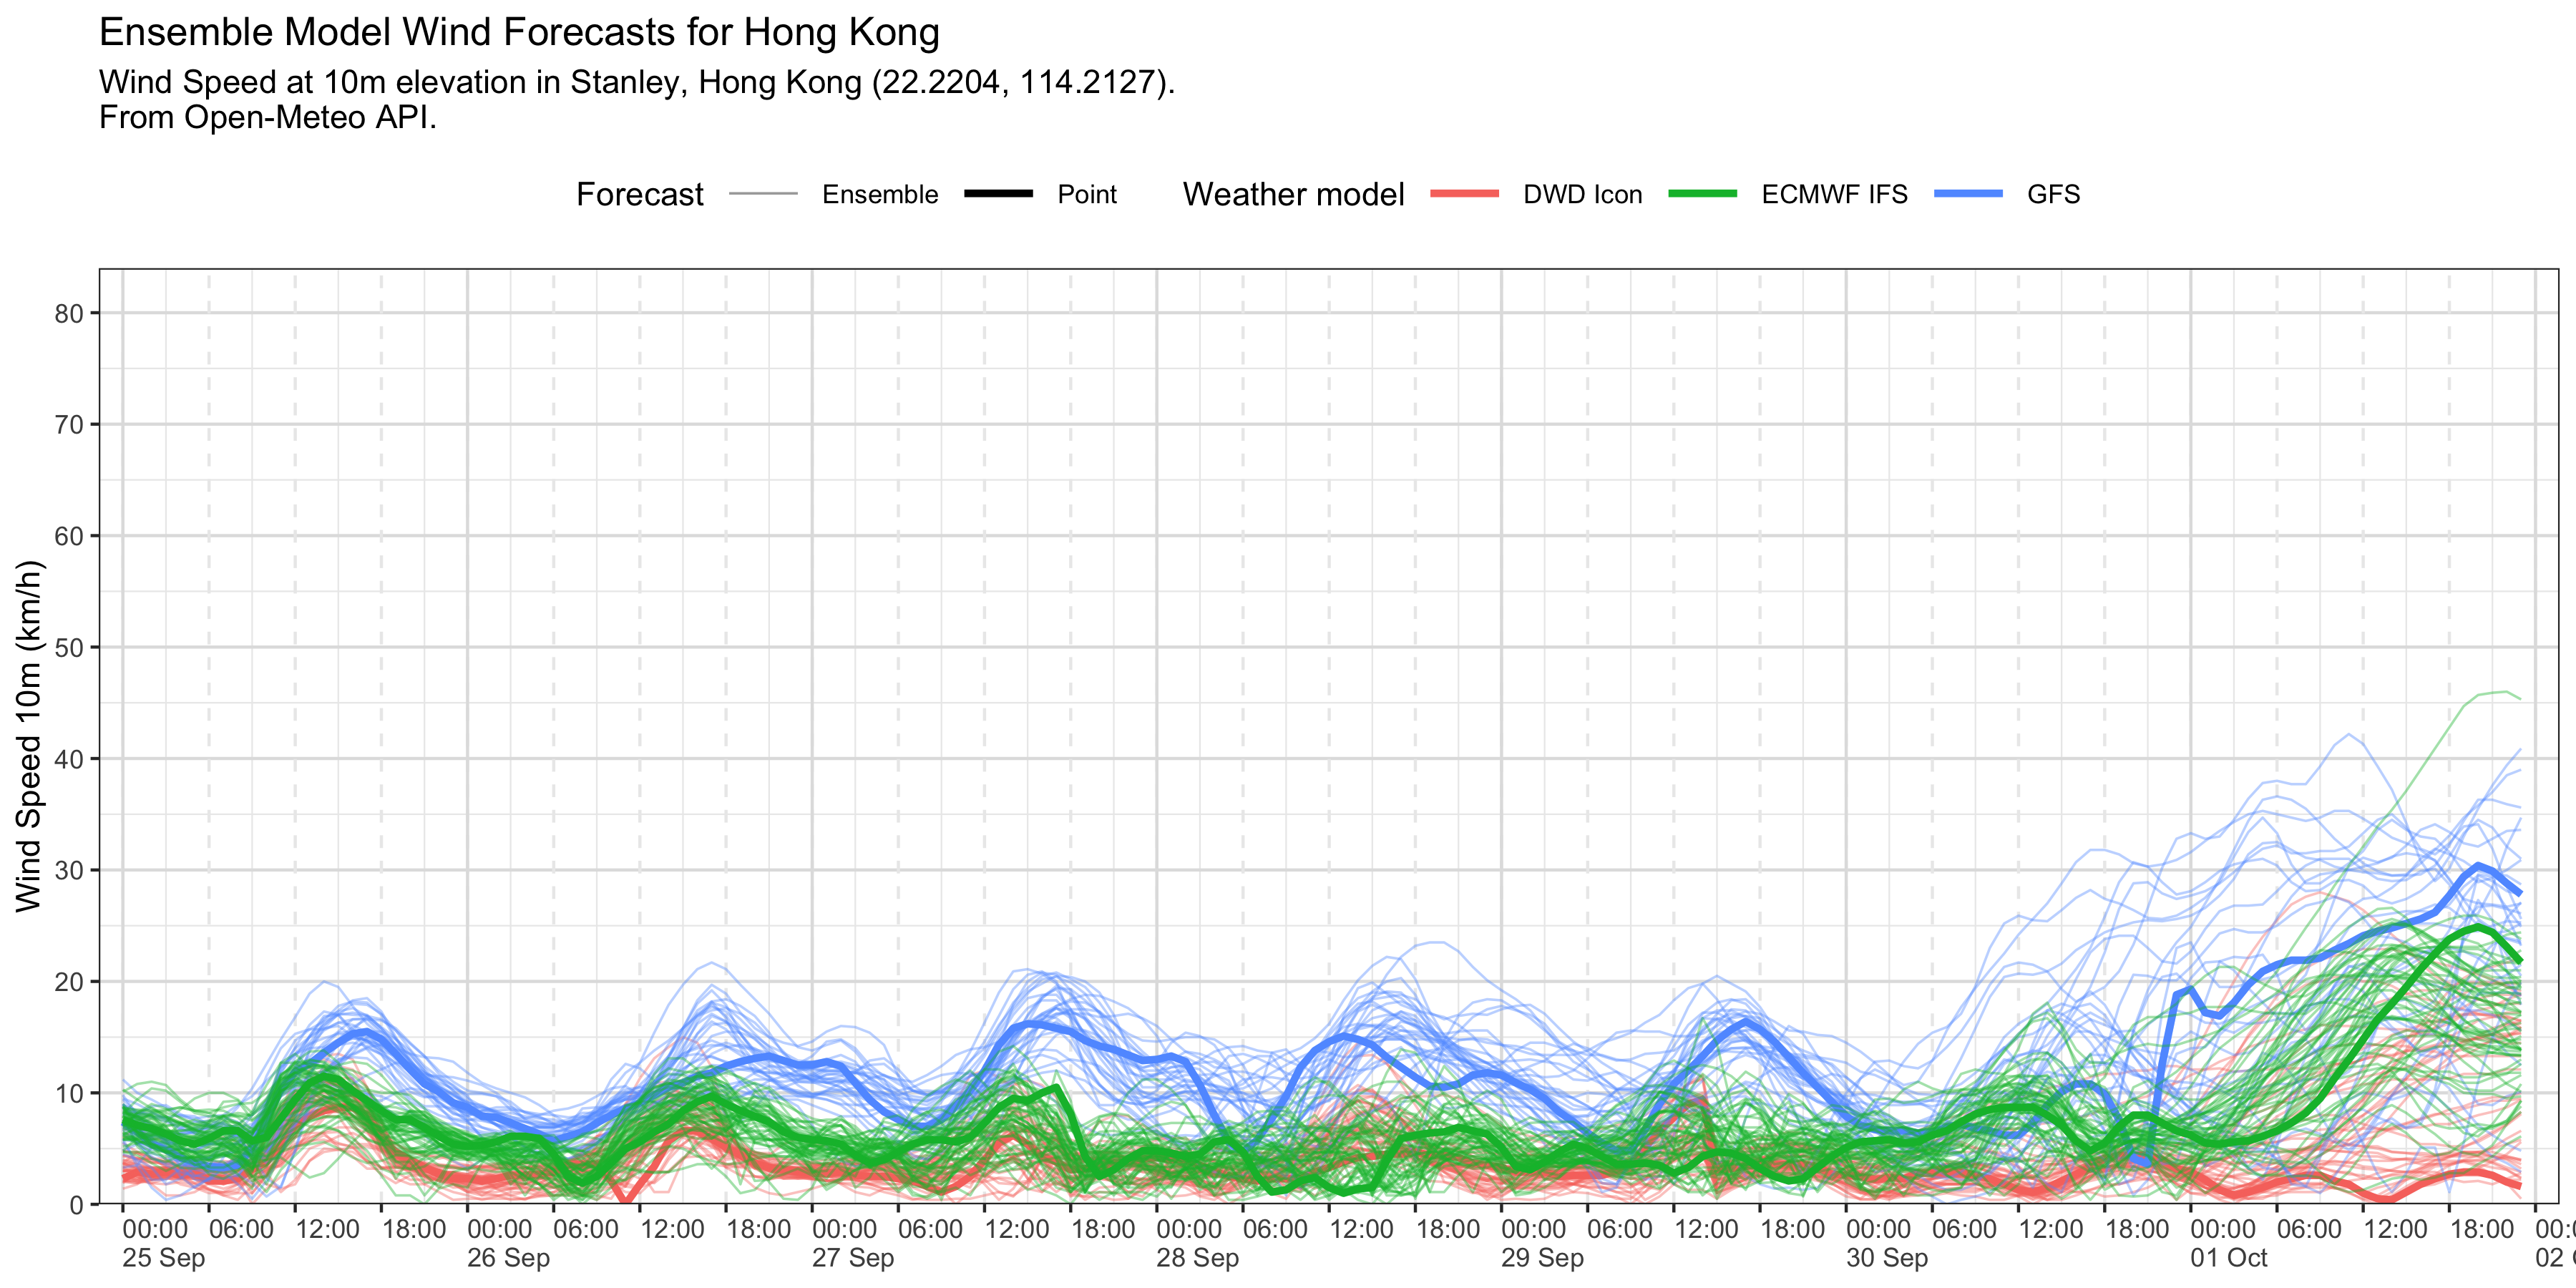 Ensemble Model Wind Forecasts for Hong Kong
Wind Speed at 10m elevation in Stanley, Hong Kong (22.2204, 114.2127).
From Open-Meteo API.
Forecast Ensemble Point Weather model DWD Icon ECMWF IFS GFS
Wind Speed 10m (km/h)
80
70
60
50
40
30
20
10
0
00:00 06:00 12:00 18:00 00:00 06:00 12:00 18:00 00:00 06:00 12:00 18:00 00:00 06:00 12:00 18:00 00:00 06:00 12:00 18:00 00:00 06:00 12:00 18:00 00:00 06:00 12:00 18:00 00:0
25 Sep 26 Sep 27 Sep 28 Sep 29 Sep 30 Sep 01 Oct 02